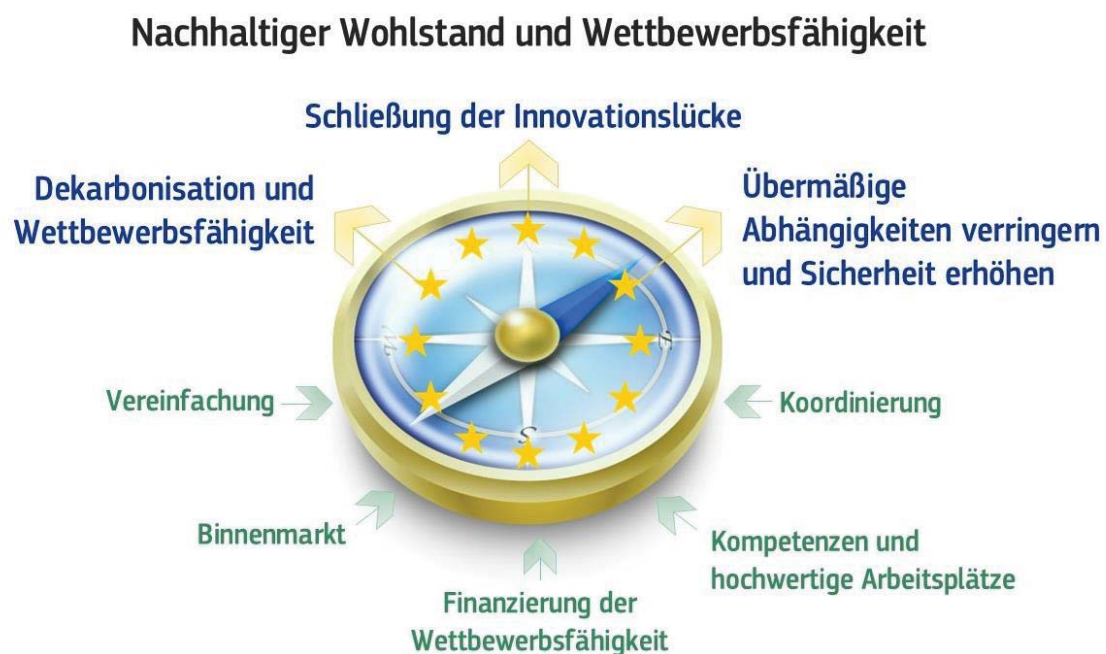 Nachhaltiger Wohlstand und Wettbewerbsfähigkeit
Schließung der Innovationslücke
Dekarbonisation und
Wettbewerbsfähigkeit
Übermäßige
Abhängigkeiten verringern
und Sicherheit erhöhen
W
E
S
Vereinfachung
Koordinierung
Binnenmarkt
Kompetenzen und
hochwertige Arbeitsplätze
Finanzierung der
Wettbewerbsfähigkeit